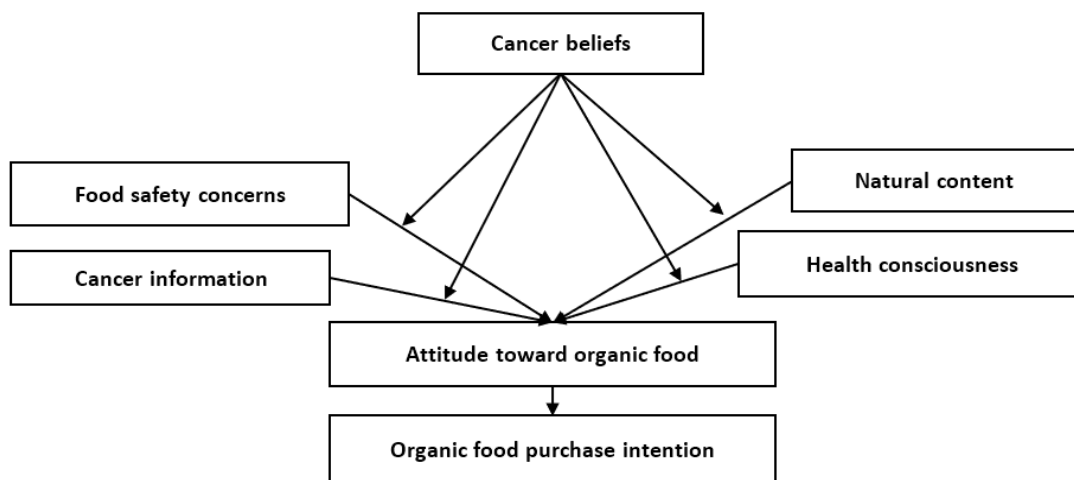 Cancer beliefs
Food safety concerns
Natural content
Cancer information
Health consciousness
Attitude toward organic food
Organic food purchase intention